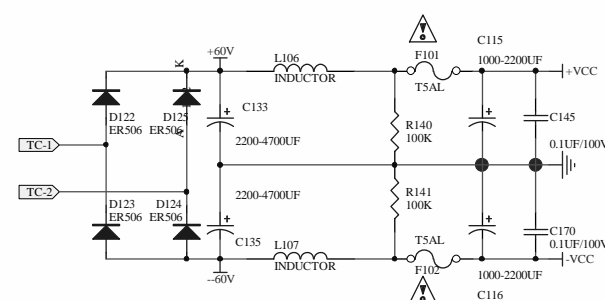 C115
+60V
K
L106
F101
1000-2200UF
INDUCTOR
T5AL
+VCC
D122
ER506
D125
ER506
A
C133
2200-4700UF
R140
100K
C145
0.1UF/100V
TC-1
TC-2
2200-4700UF
R141
100K
D123
ER506
D124
ER506
C135
L107
INDUCTOR
T5AL
F102
C170
0.1UF/100V
-VCC
--60V
1000-2200UF
C116